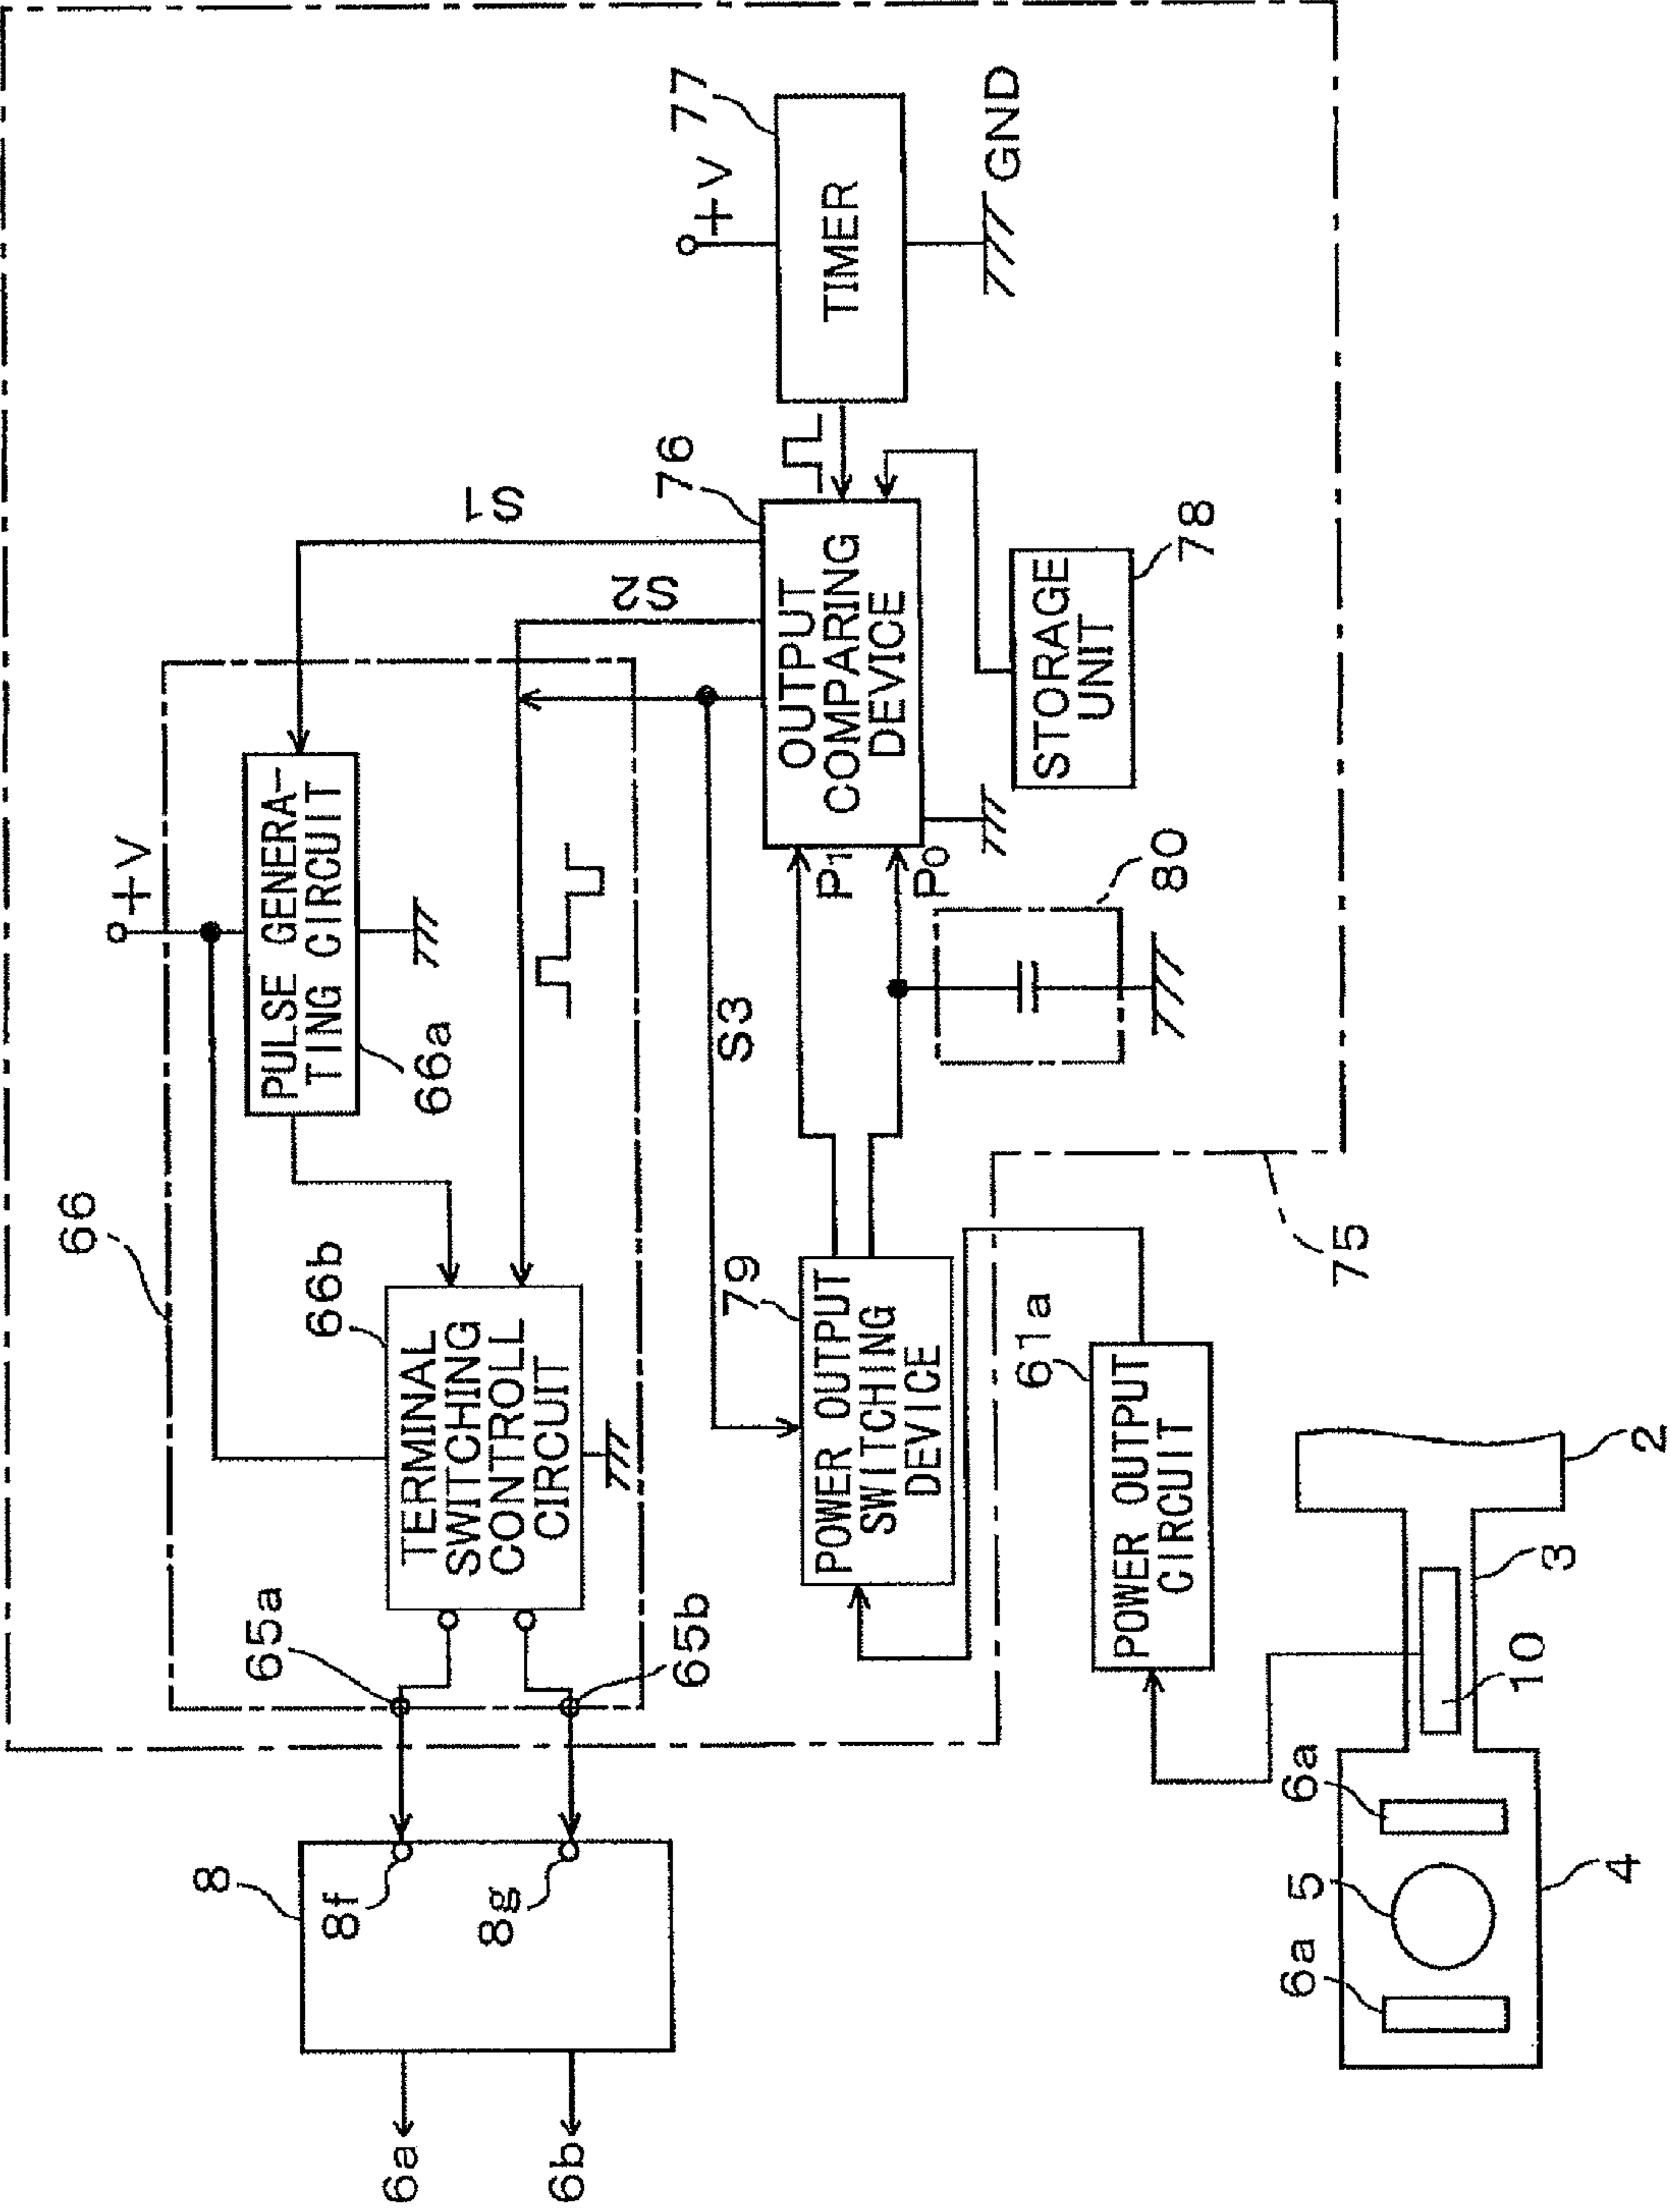 77
+V
TIMER
GND
76
S1
S2
OUTPUT
COMPARING
DEVICE
STORAGE
UNIT
78
P1
P0
80
+V
PULSE GENERA-
TING CIRCUIT
66a
66
66b
TERMINAL
SWITCHING
CONTROLL
CIRCUIT
S3
79
POWER OUTPUT
SWITCHING
DEVICE
75
61a
POWER OUTPUT
CIRCUIT
65a
65b
8
8f
8g
6a
6b
2
3
10
6a
5
6a
4